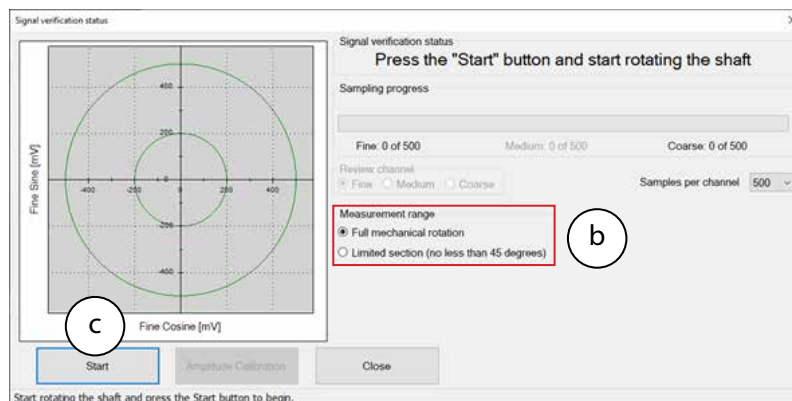 Signal verification status
Signal verification status
Press the "Start" button and start rotating the shaft
Sampling progress
Fine: 0 of 500 Medium: 0 of 500 Coarse: 0 of 500
Review channel
Fine Medium Coarse
Samples per channel 500
Measurement range
Full mechanical rotation
Limited section (no less than 45 degrees)
b
400
200
-400 -200 0 200 400
-200
-400
Fine Sine [mV]
Fine Cosine [mV]
c
Start Amplitude Calibration Close
Start rotating the shaft and press the Start button to begin.